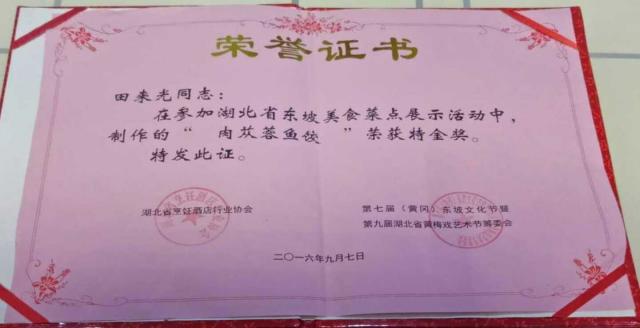 荣誉证书
田来光同志：
在参加湖北省东坡美食菜点展示活动中，
制作的“ 肉苁蓉鱼饺 ”荣获特金奖。
特发此证。
湖北省烹饪酒店行业协会
第七届（黄冈）东坡文化节暨
第九届湖北省黄梅戏艺术节筹委会
二〇一六年九月七日